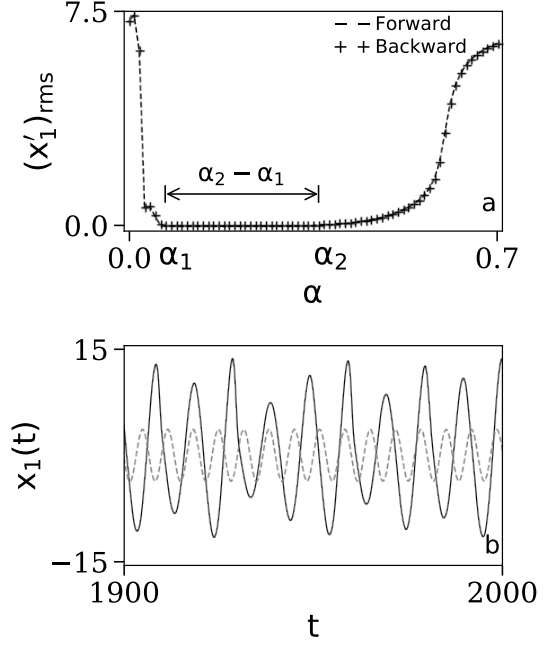 7.5
(x′₁)rms
– – Forward
+ + Backward
α₂ − α₁
a
0.0
0.0 α₁ α₂ 0.7
α
15
x₁(t)
−15
b
1900 2000
t